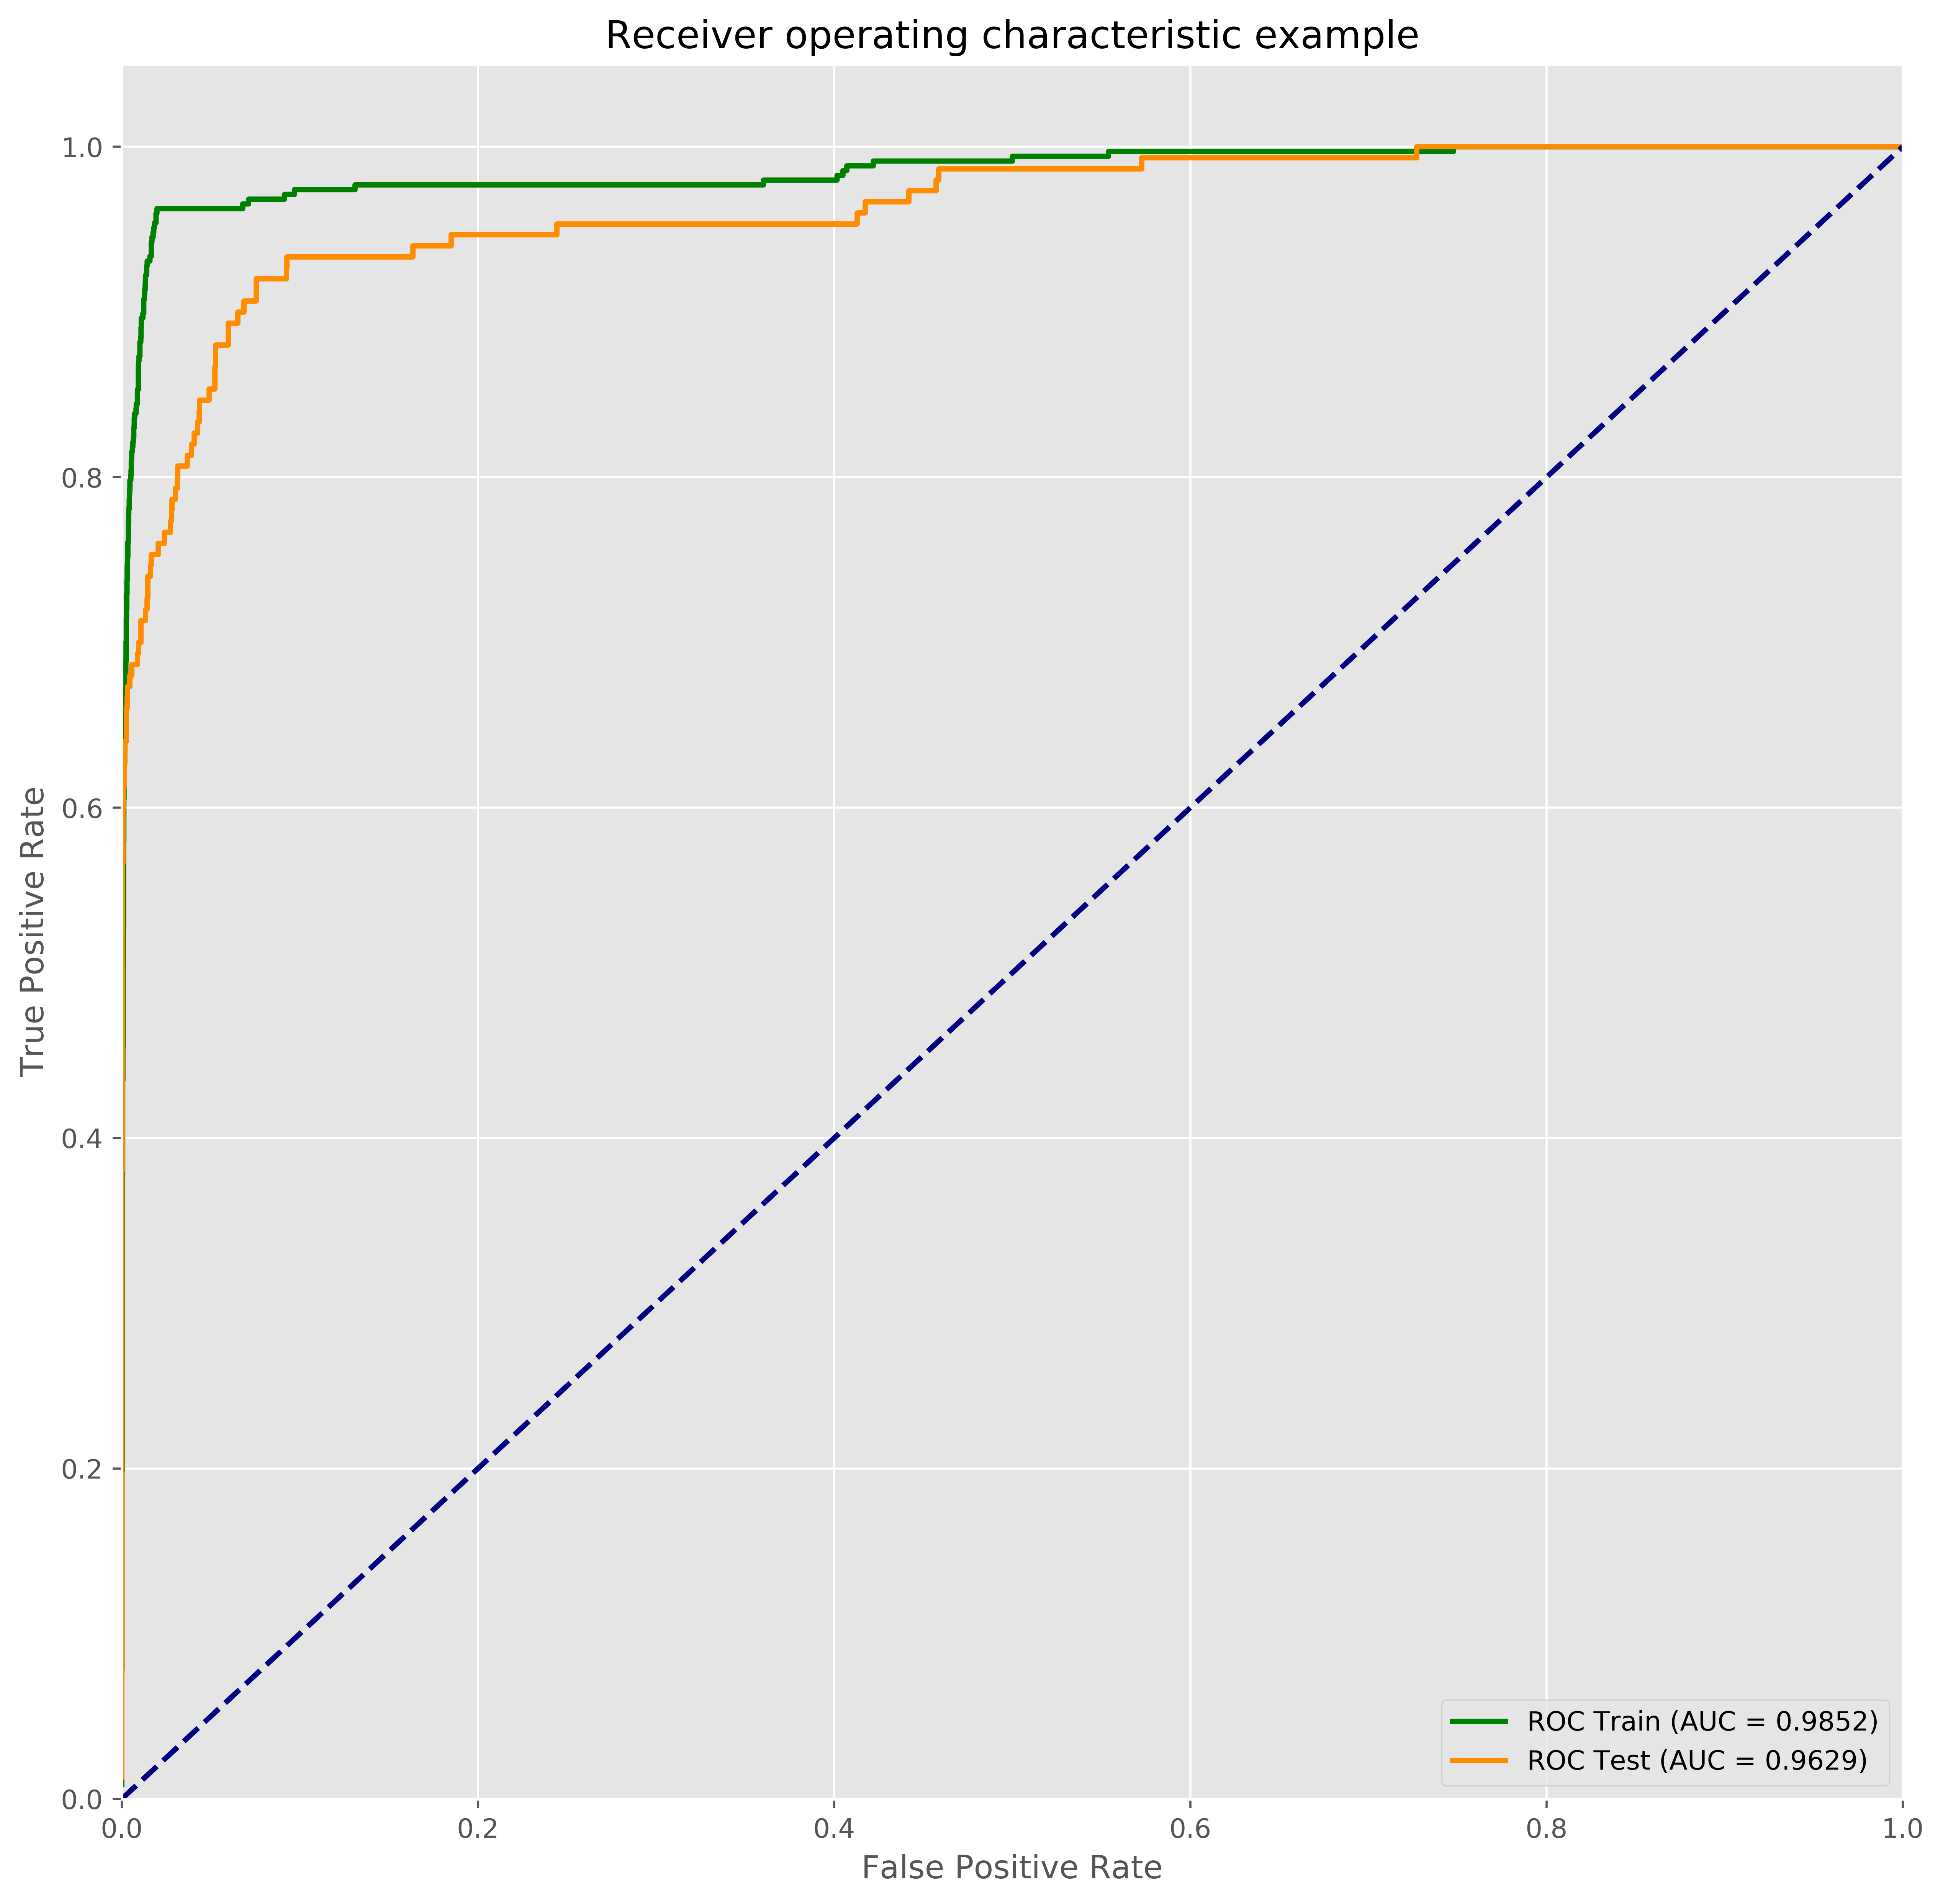 Receiver operating characteristic example
1.0
0.8
0.6
0.4
0.2
0.0
True Positive Rate
0.0 0.2 0.4 0.6 0.8 1.0
False Positive Rate
ROC Train (AUC = 0.9852)
ROC Test (AUC = 0.9629)